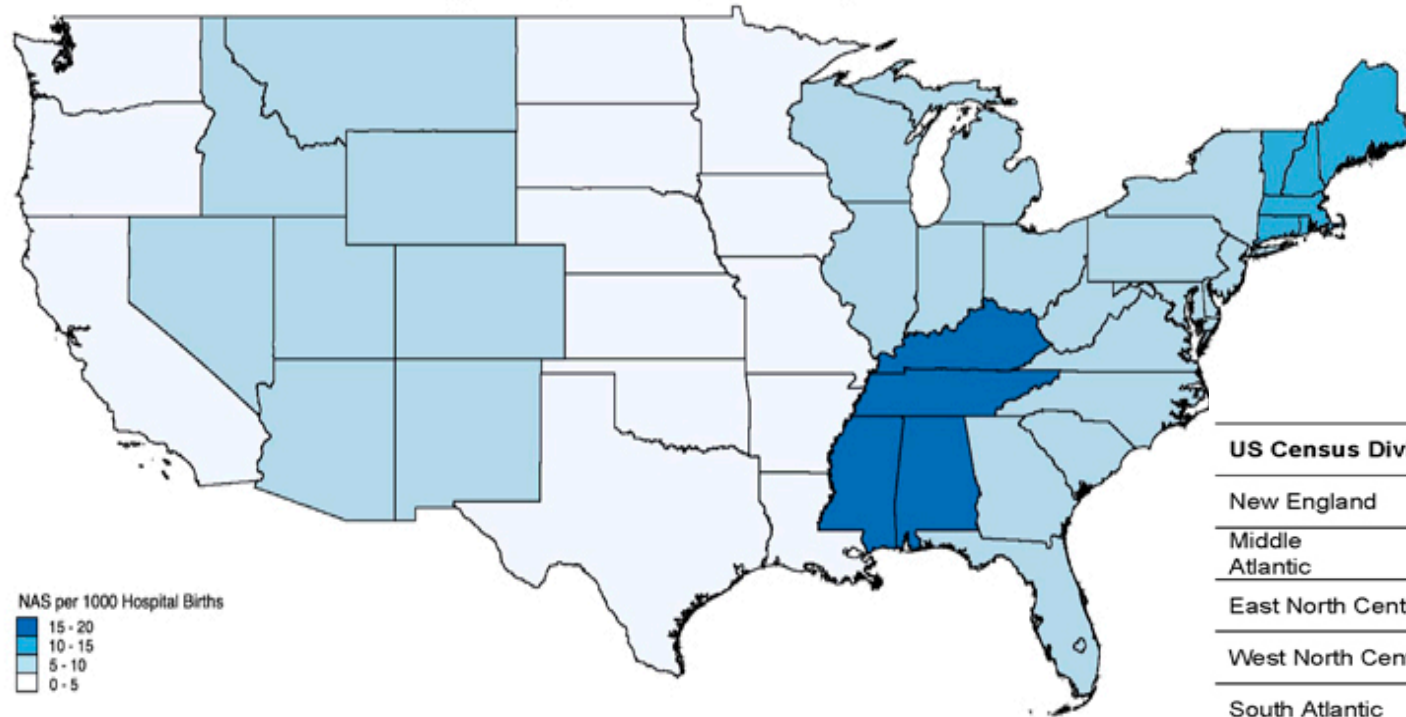 NAS per 1000 Hospital Births
15 - 20
10 - 15
5 - 10
0 - 5
US Census Div
New England
Middle
Atlantic
East North Cent
West North Cen
South Atlantic